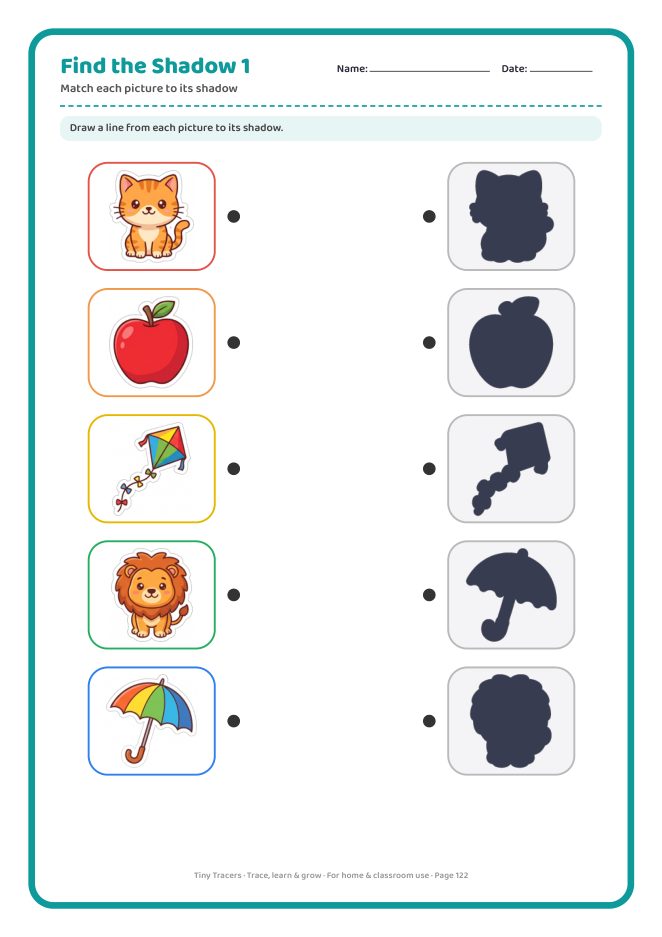 Find the Shadow 1
Name: Date:
Match each picture to its shadow
Draw a line from each picture to its shadow.
Tiny Tracers · Trace, learn & grow · For home & classroom use · Page 122